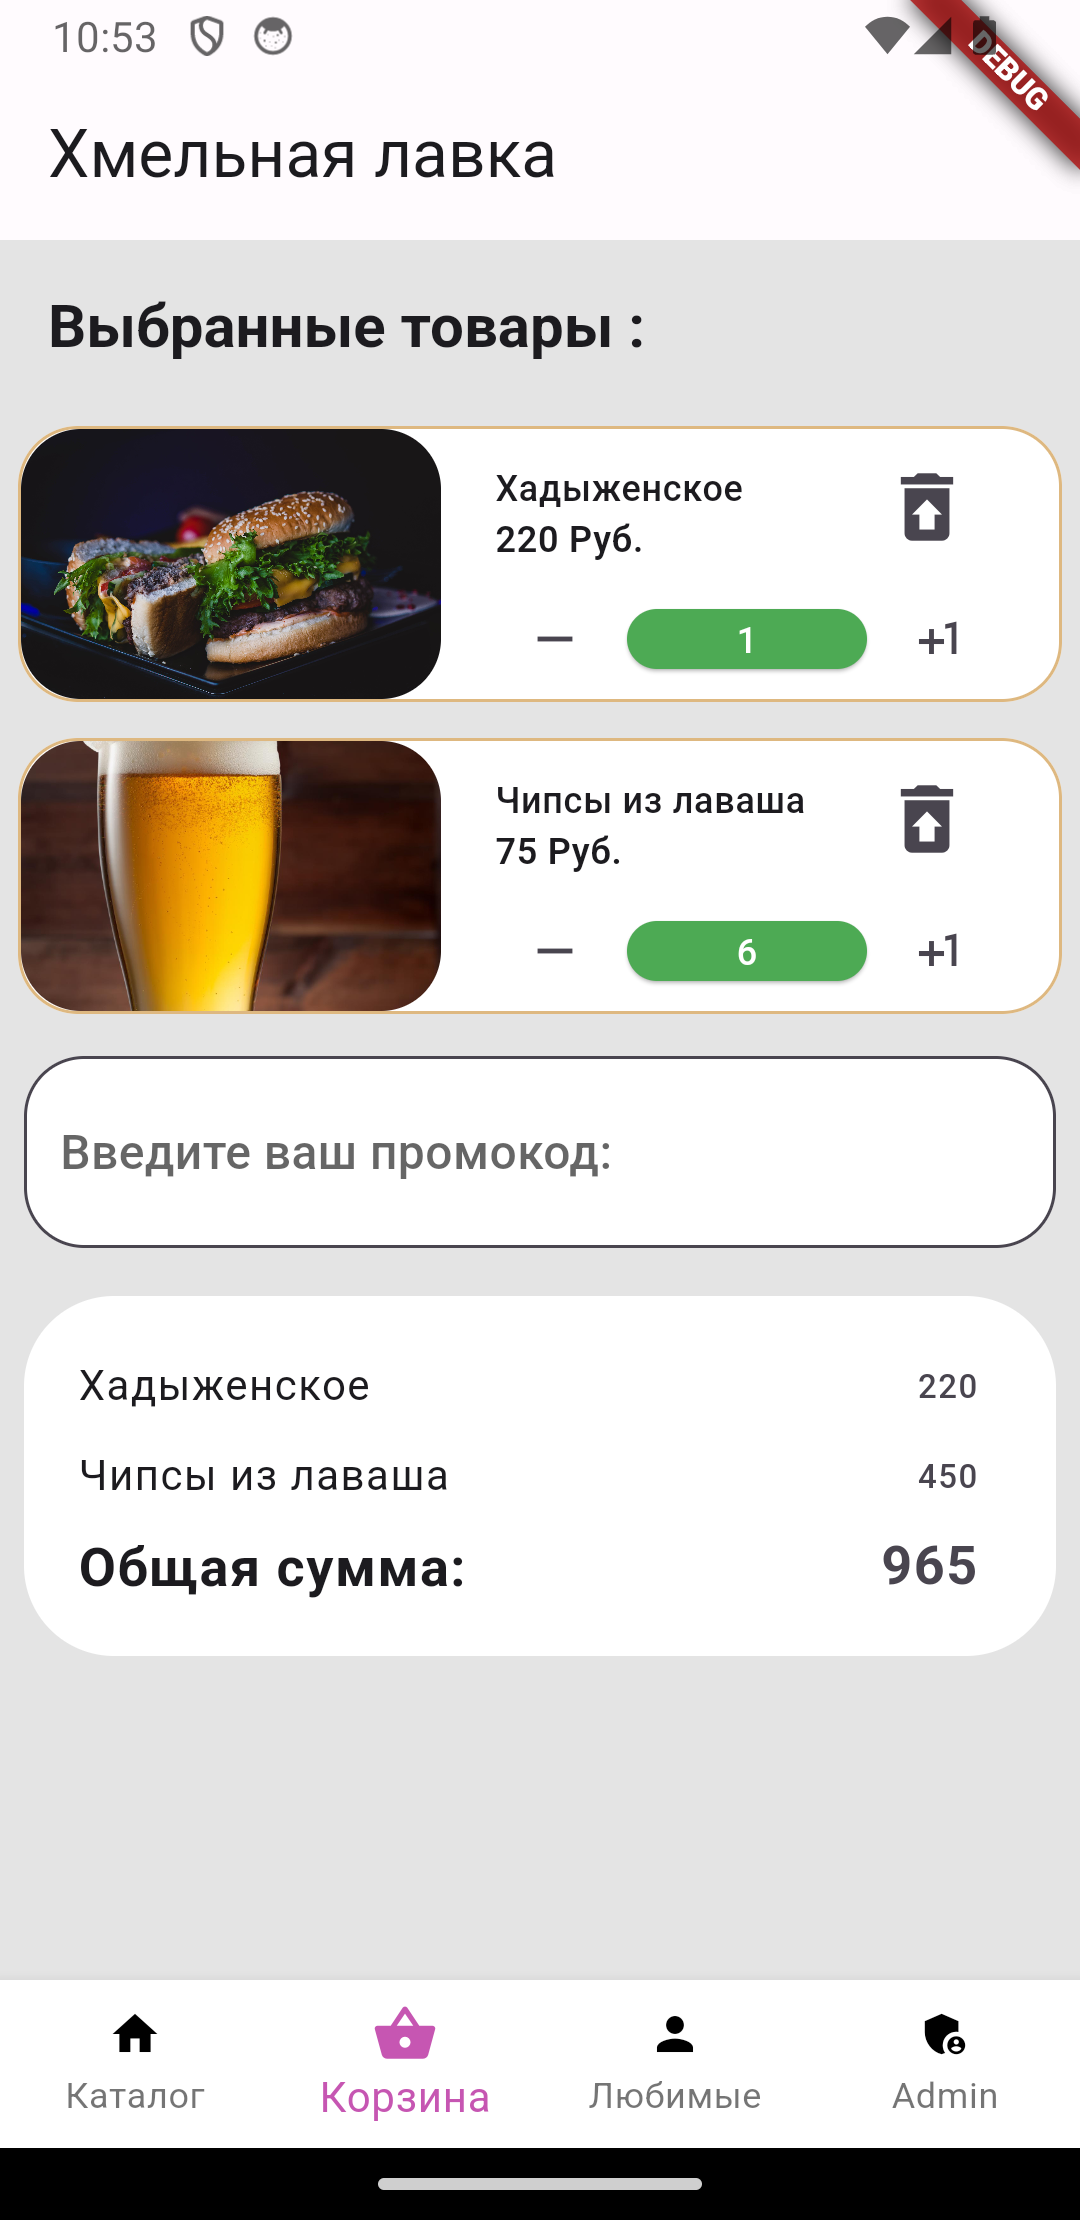 10:53
DEBUG
Хмельная лавка
Выбранные товары :
Хадыженское
220 Руб.
1
+1
Чипсы из лаваша
75 Руб.
6
+1
Введите ваш промокод:
Хадыженское 220
Чипсы из лаваша 450
Общая сумма: 965
Каталог Корзина Любимые Admin